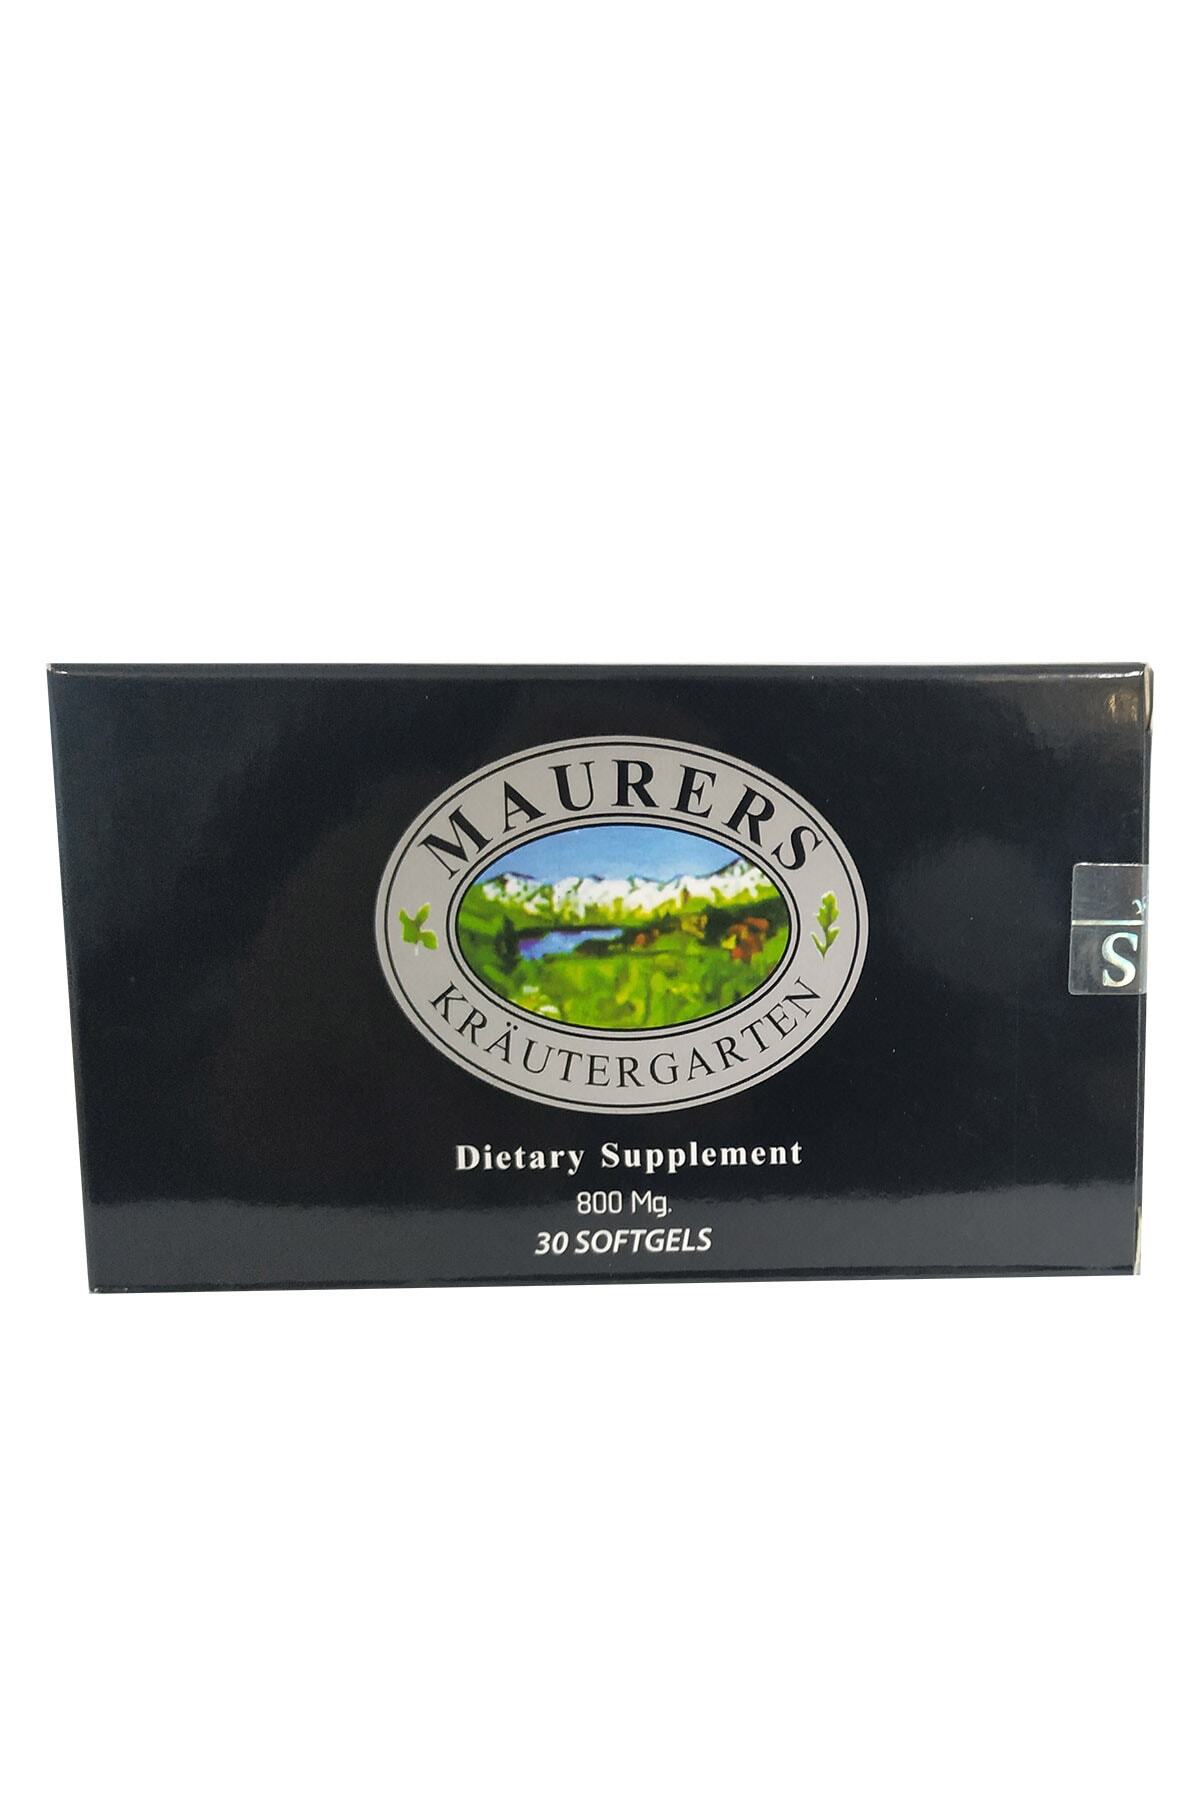 MAURERS
KRÄUTERGARTEN
S
Dietary Supplement
800 Mg.
30 SOFTGELS